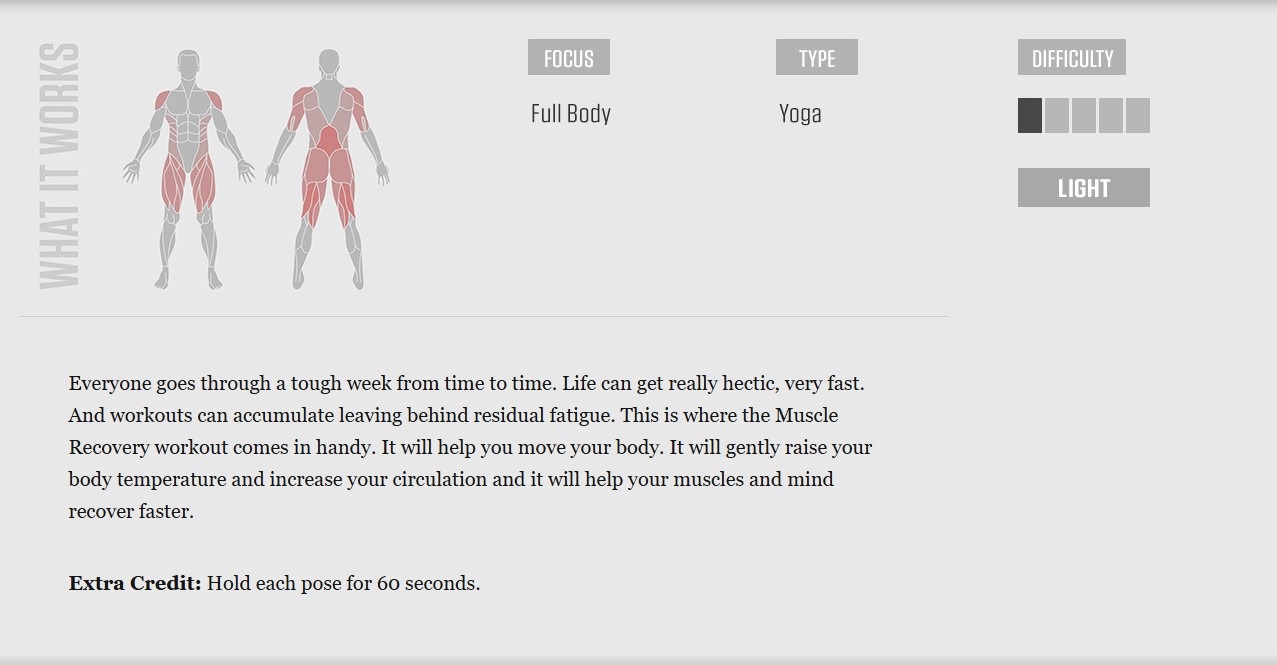 WHAT IT WORKS
FOCUS
Full Body
TYPE
Yoga
DIFFICULTY
LIGHT
Everyone goes through a tough week from time to time. Life can get really hectic, very fast.
And workouts can accumulate leaving behind residual fatigue. This is where the Muscle
Recovery workout comes in handy. It will help you move your body. It will gently raise your
body temperature and increase your circulation and it will help your muscles and mind
recover faster.
Extra Credit: Hold each pose for 60 seconds.